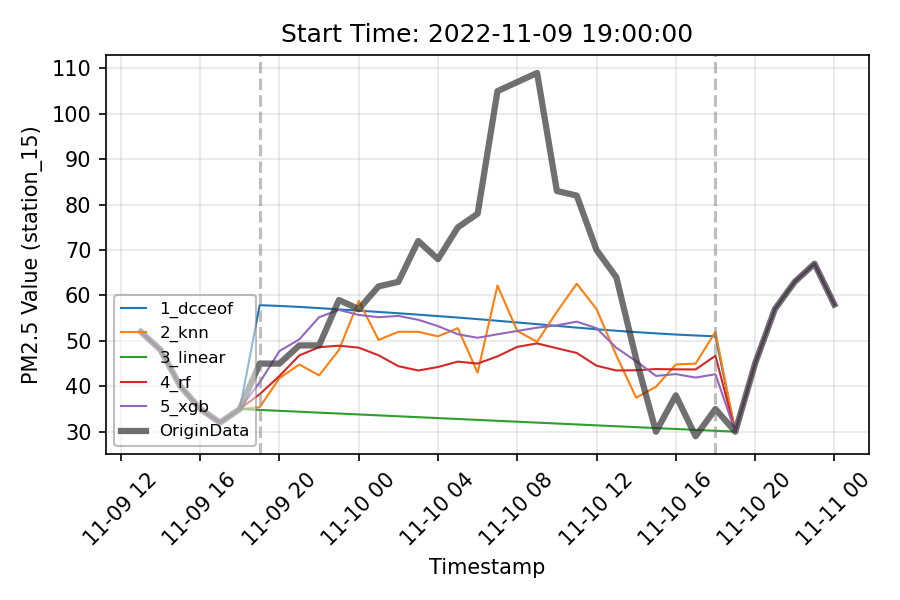 Start Time: 2022-11-09 19:00:00
PM2.5 Value (station_15)
110
100
90
80
70
60
50
40
30
1_dcceof
2_knn
3_linear
4_rf
5_xgb
OriginData
11-09 12
11-09 16
11-09 20
11-10 00
11-10 04
11-10 08
11-10 12
11-10 16
11-10 20
11-11 00
Timestamp